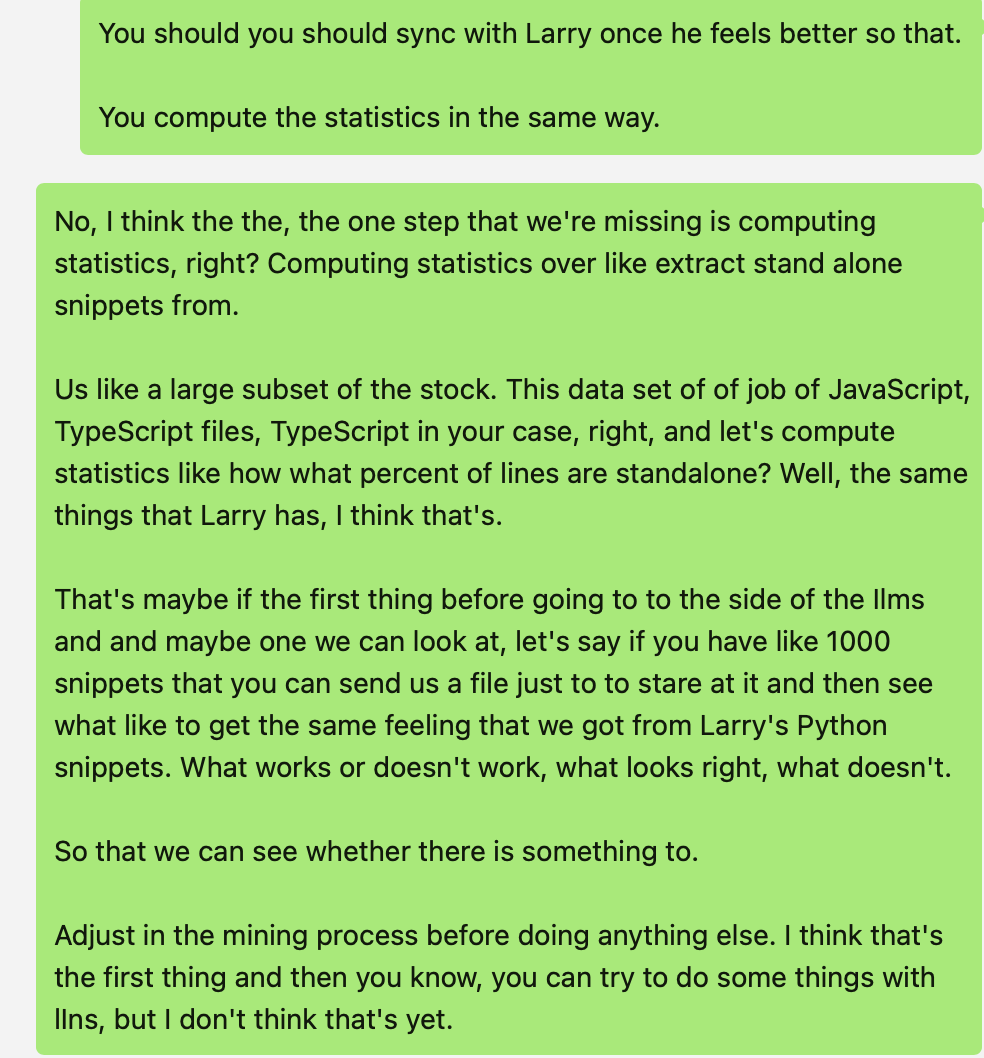 You should you should sync with Larry once he feels better so that.
You compute the statistics in the same way.
No, I think the the, the one step that we're missing is computing
statistics, right? Computing statistics over like extract stand alone
snippets from.
Us like a large subset of the stock. This data set of of job of JavaScript,
TypeScript files, TypeScript in your case, right, and let's compute
statistics like how what percent of lines are standalone? Well, the same
things that Larry has, I think that's.
That's maybe if the first thing before going to to the side of the llms
and and maybe one we can look at, let's say if you have like 1000
snippets that you can send us a file just to to stare at it and then see
what like to get the same feeling that we got from Larry's Python
snippets. What works or doesn't work, what looks right, what doesn't.
So that we can see whether there is something to.
Adjust in the mining process before doing anything else. I think that's
the first thing and then you know, you can try to do some things with
llns, but I don't think that's yet.